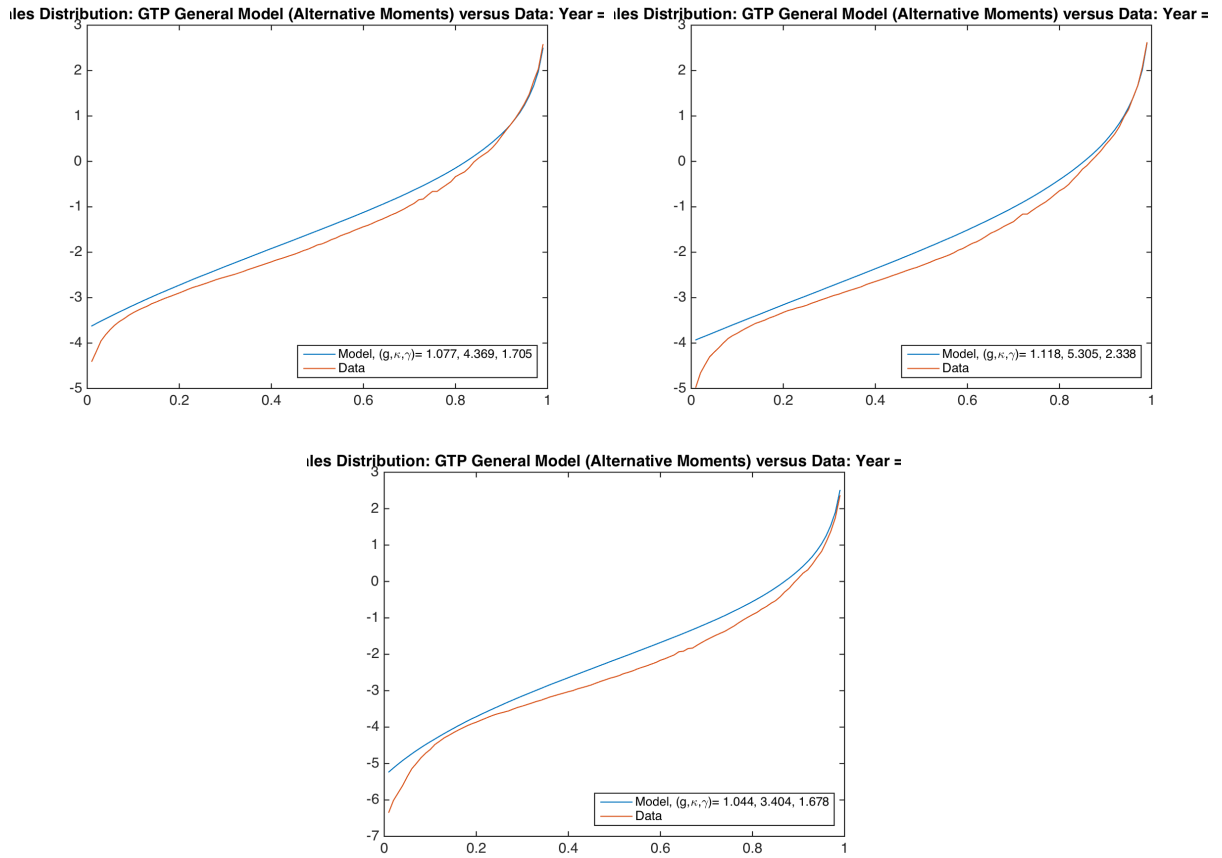 les Distribution: GTP General Model (Alternative Moments) versus Data: Year =
3
2
1
0
-1
-2
-3
-4
-5
0 0.2 0.4 0.6 0.8 1
Model, (g,κ,γ)= 1.077, 4.369, 1.705
Data
les Distribution: GTP General Model (Alternative Moments) versus Data: Year =
3
2
1
0
-1
-2
-3
-4
-5
0 0.2 0.4 0.6 0.8 1
Model, (g,κ,γ)= 1.118, 5.305, 2.338
Data
les Distribution: GTP General Model (Alternative Moments) versus Data: Year =
3
2
1
0
-1
-2
-3
-4
-5
-6
-7
0 0.2 0.4 0.6 0.8 1
Model, (g,κ,γ)= 1.044, 3.404, 1.678
Data